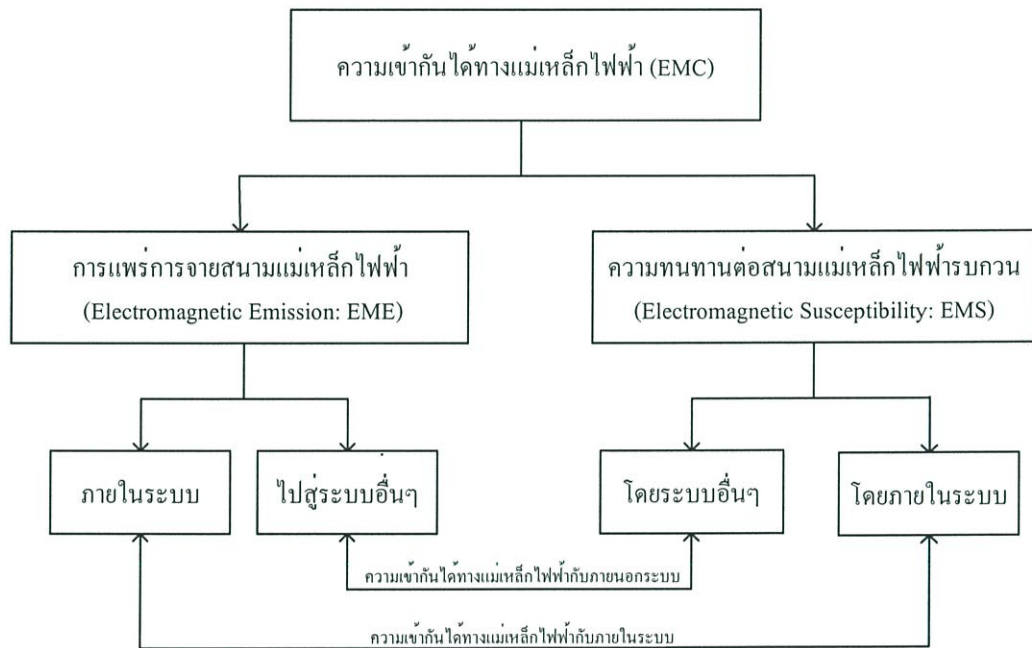 ความเข้ากันได้ทางแม่เหล็กไฟฟ้า (EMC)
การแพร่การจายสนามแม่เหล็กไฟฟ้า
(Electromagnetic Emission: EME)
ความทนทานต่อสนามแม่เหล็กไฟฟ้ารบกวน
(Electromagnetic Susceptibility: EMS)
ภายในระบบ
ไปสู่ระบบอื่นๆ
โดยระบบอื่นๆ
โดยภายในระบบ
ความเข้ากันได้ทางแม่เหล็กไฟฟ้ากับภายนอกระบบ
ความเข้ากันได้ทางแม่เหล็กไฟฟ้ากับภายในระบบ